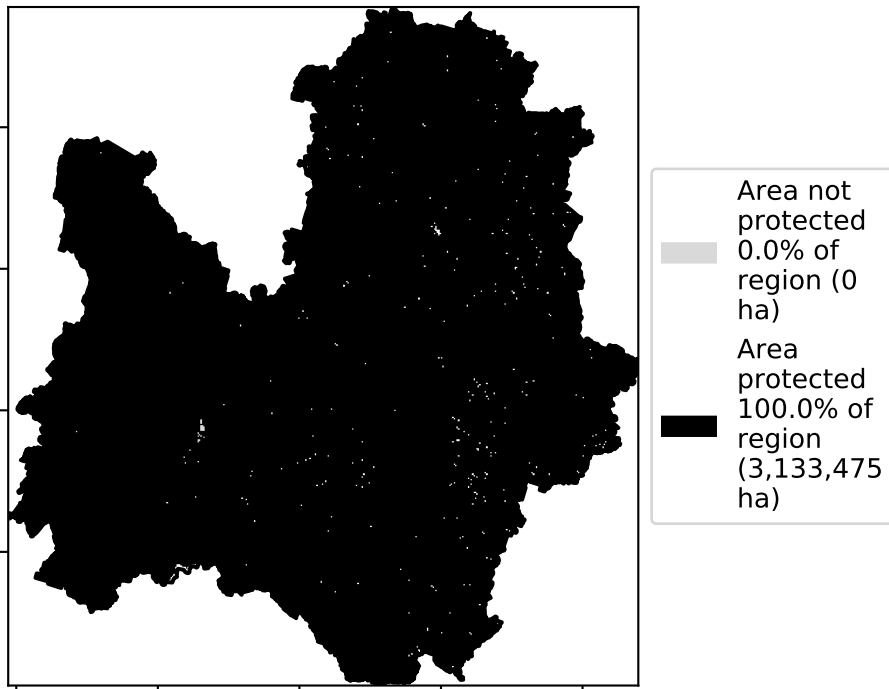 Area not
protected
0.0% of
region (0
ha)
Area
protected
100.0% of
region
(3,133,475
ha)